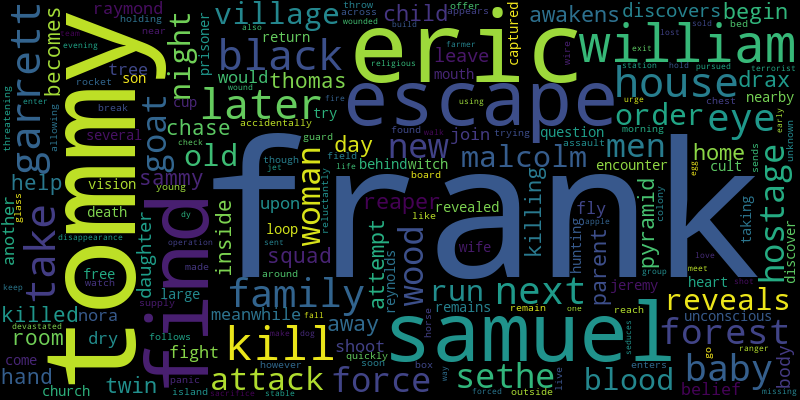 frank
tommy
eric
samuel
find
escape
william
kill
later
black
house
village
family
garrett
goat
take
night
force
attack
sethe
forest
baby
hostage
eye
men
order
woman
wood
run
next
new
malcolm
old
blood
reveals
room
killed
squad
chase
reaper
pyramid
child
awakens
discovers
begin
drax
nearby
raymond
becomes
tree
son
prisoner
holding
near
across
wounded
build
farmer
religious
wound
fire
also
evening
return
would
thomas
leave
mouth
captured
wire
station
hold
pursued
terrorist
exit
lost
sold
bed
appears
offer
throw
threatening
enter
allowing
rocket
break
cup
several
accidentally
try
guard
check
using
urge
chest
help
vision
sammy
young
death
though
jet
field
life
found
walk
trying
assault
morning
unknown
early
day
behindwitch
join
question
encounter
home
cult
sends
discover
another
glass
disappearance
free
watch
daughter
dy
operation
made
inside
upon
loop
sent
around
reluctantly
revealed
like
board
wife
attempt
reynolds
killing
fly
apple
egg
hunting
parent
colony
group
jeremy
heart
love
meet
taking
body
keep
devastated
nora
dry
large
supply
follows
panic
island
stable
meanwhile
fall
away
remains
horse
remain
one
reach
unconscious
go
ranger
belief
missing
come
hand
church
twin
fight
however
shoot
quickly
soon
box
way
forced
outside
live
enters
seduces